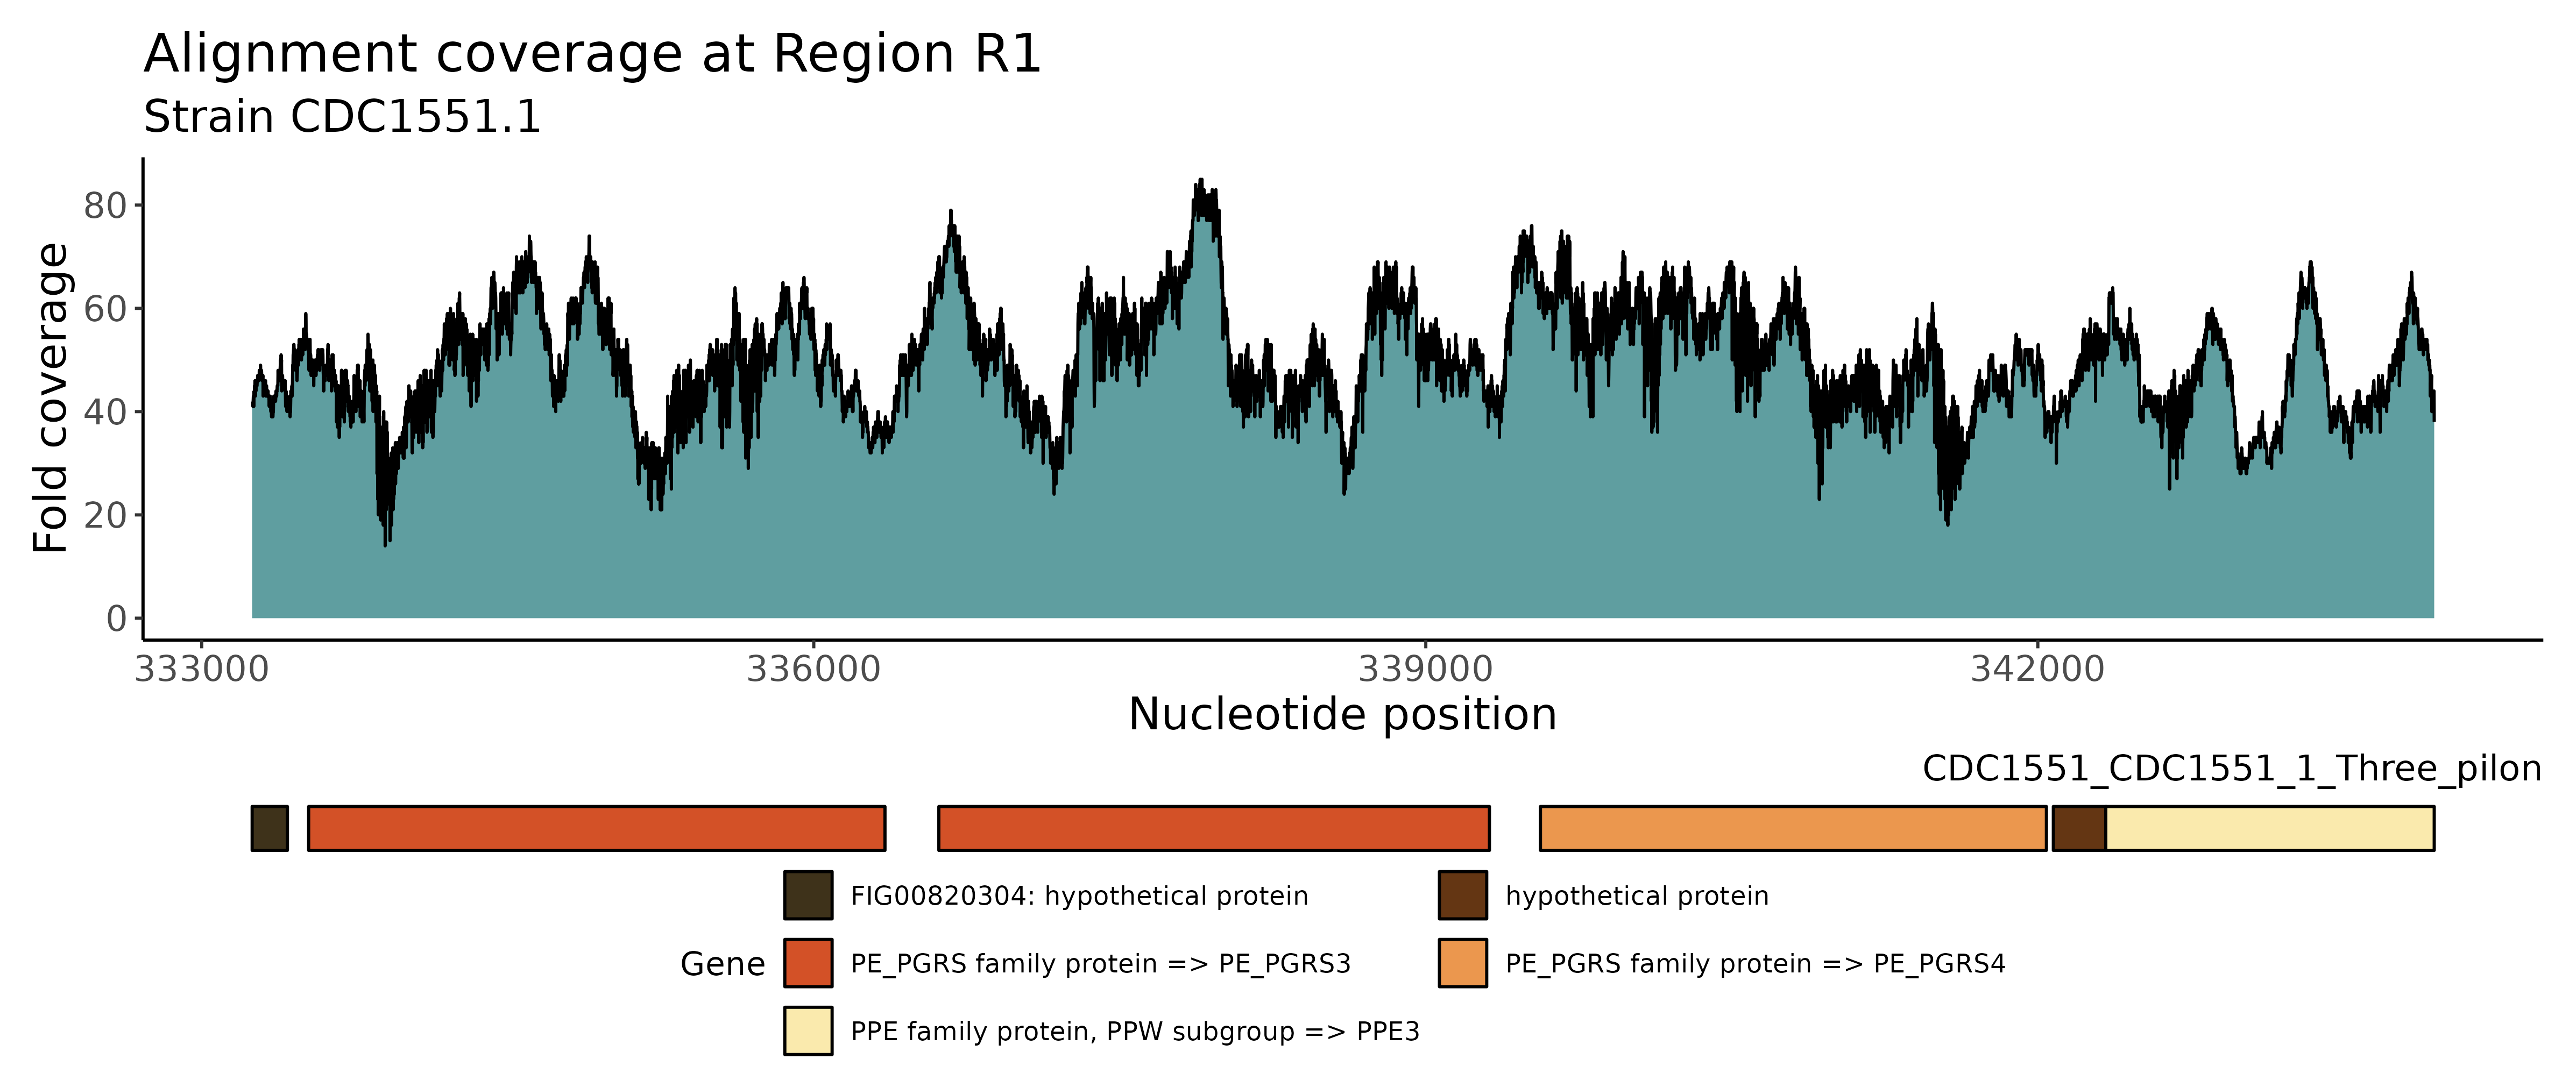 Alignment coverage at Region R1
Strain CDC1551.1
Fold coverage
80
60
40
20
0
333000 336000 339000 342000
Nucleotide position
CDC1551_CDC1551_1_Three_pilon
Gene
FIG00820304: hypothetical protein
hypothetical protein
PE_PGRS family protein => PE_PGRS3
PE_PGRS family protein => PE_PGRS4
PPE family protein, PPW subgroup => PPE3